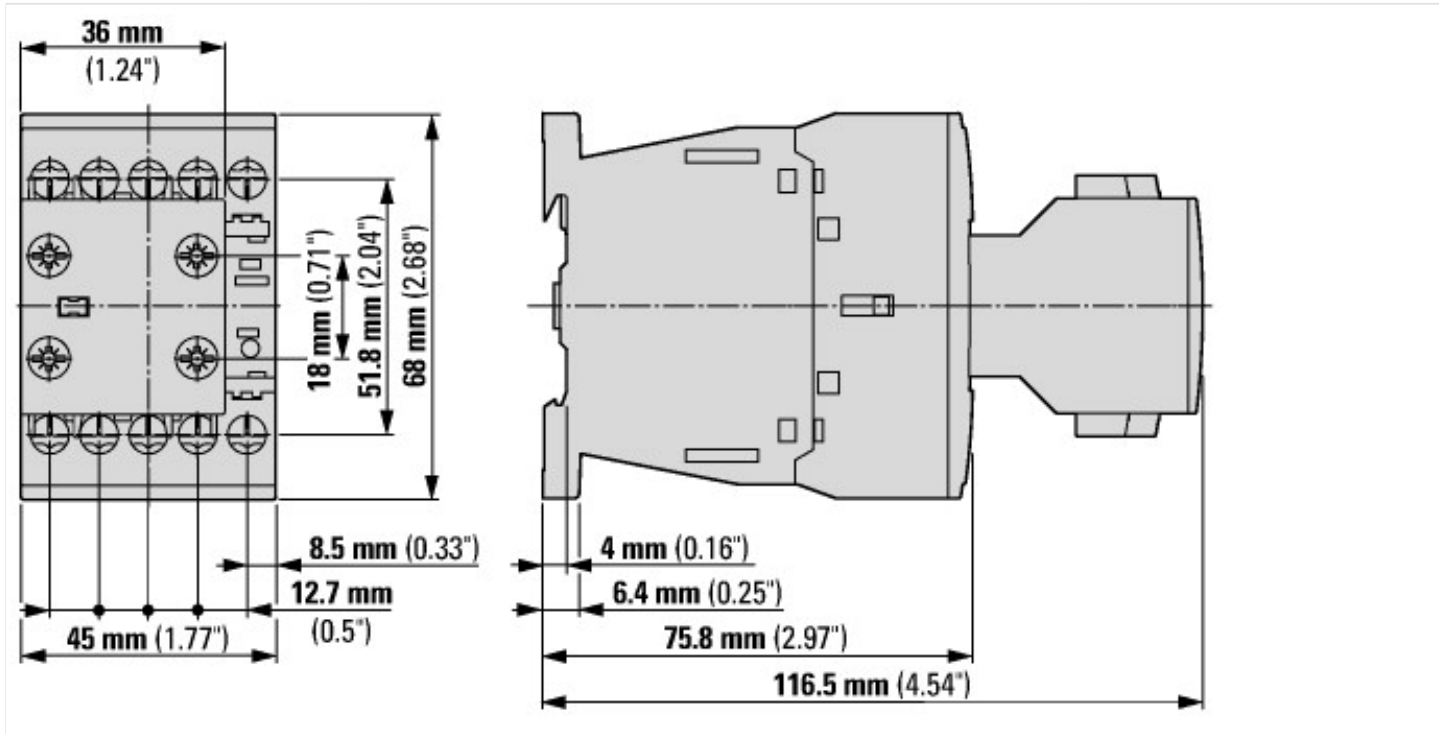 36 mm
(1.24")
18 mm (0.71")
51.8 mm (2.04")
68 mm (2.68")
8.5 mm (0.33")
12.7 mm
(0.5")
45 mm (1.77")
4 mm (0.16")
6.4 mm (0.25")
75.8 mm (2.97")
116.5 mm (4.54")